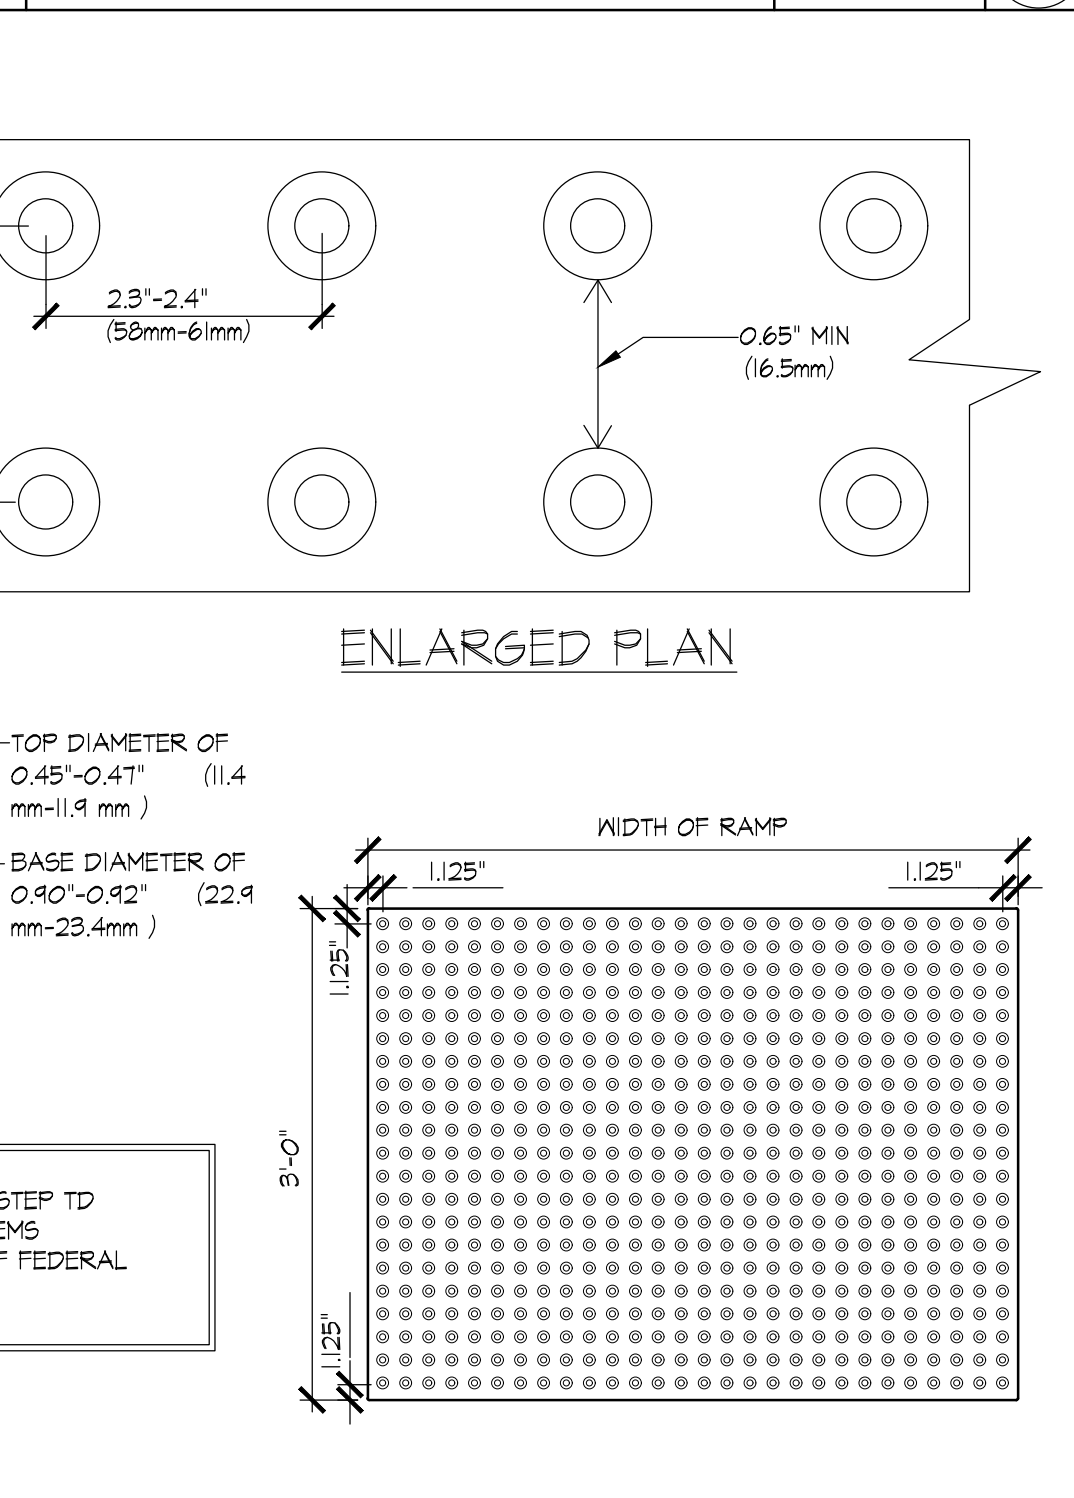 2.3"-2.4"
(58mm-61mm)
0.65" MIN
(16.5mm)
ENLARGED PLAN
TOP DIAMETER OF
0.45"-0.47" (11.4
mm-11.9 mm )
BASE DIAMETER OF
0.90"-0.92" (22.9
mm-23.4mm )
WIDTH OF RAMP
1.125"
1.125"
1.125"
3'-0"
1.125"
STEP TD
EMS
F FEDERAL